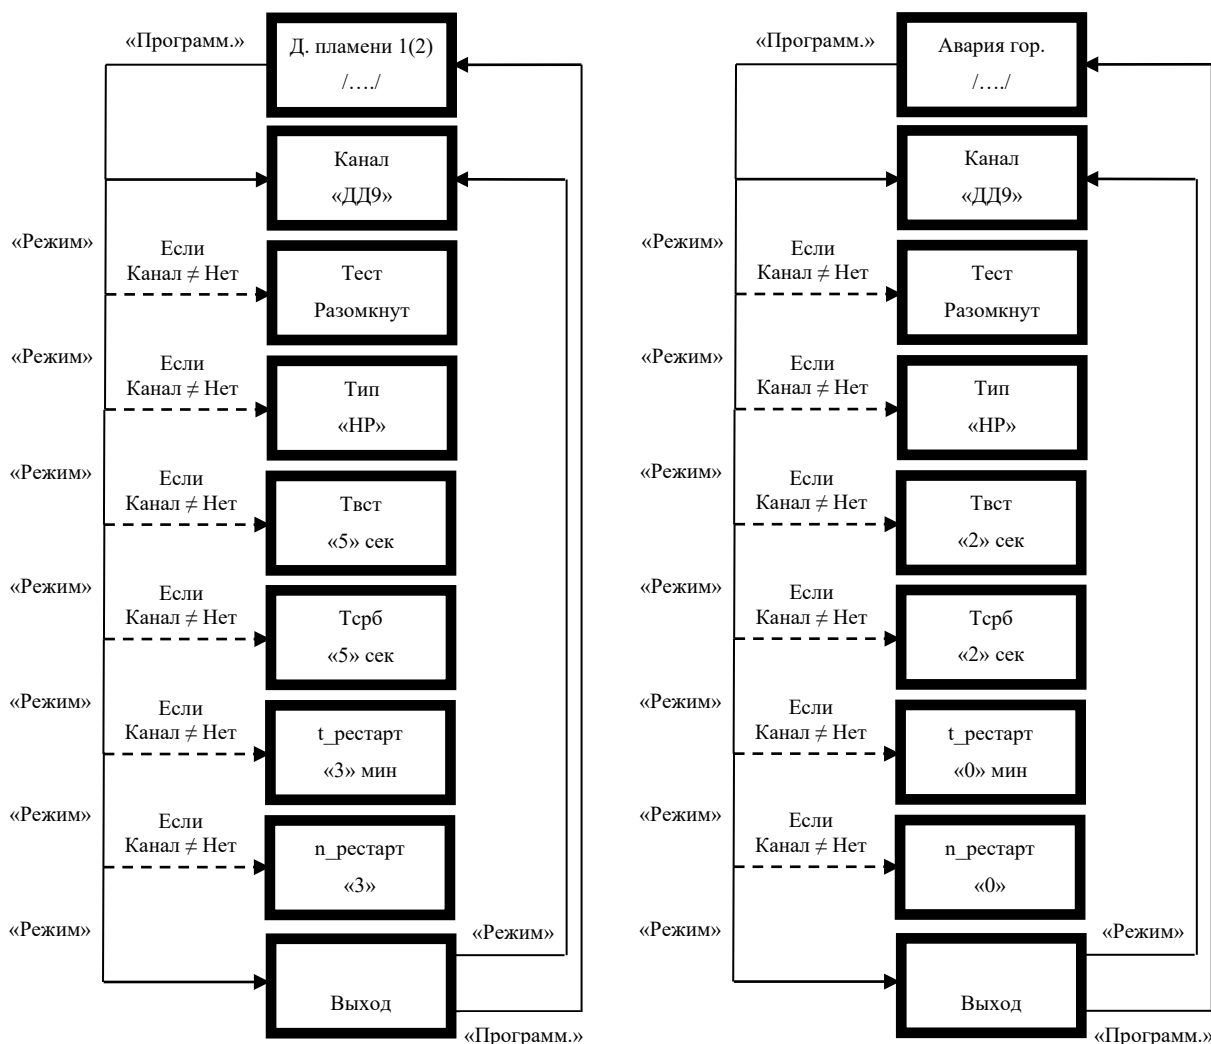 «Программ.»
Д. пламени 1(2)
/…./
Канал
«ДД9»
«Режим»
Если
Канал ≠ Нет
Тест
Разомкнут
«Режим»
Если
Канал ≠ Нет
Тип
«НР»
«Режим»
Если
Канал ≠ Нет
Твст
«5» сек
«Режим»
Если
Канал ≠ Нет
Тсрб
«5» сек
«Режим»
Если
Канал ≠ Нет
t_рестарт
«3» мин
«Режим»
Если
Канал ≠ Нет
n_рестарт
«3»
«Режим»
«Режим»
Выход
«Программ.»
«Программ.»
Авария гор.
/…./
Канал
«ДД9»
«Режим»
Если
Канал ≠ Нет
Тест
Разомкнут
«Режим»
Если
Канал ≠ Нет
Тип
«НР»
«Режим»
Если
Канал ≠ Нет
Твст
«2» сек
«Режим»
Если
Канал ≠ Нет
Тсрб
«2» сек
«Режим»
Если
Канал ≠ Нет
t_рестарт
«0» мин
«Режим»
Если
Канал ≠ Нет
n_рестарт
«0»
«Режим»
«Режим»
Выход
«Программ.»